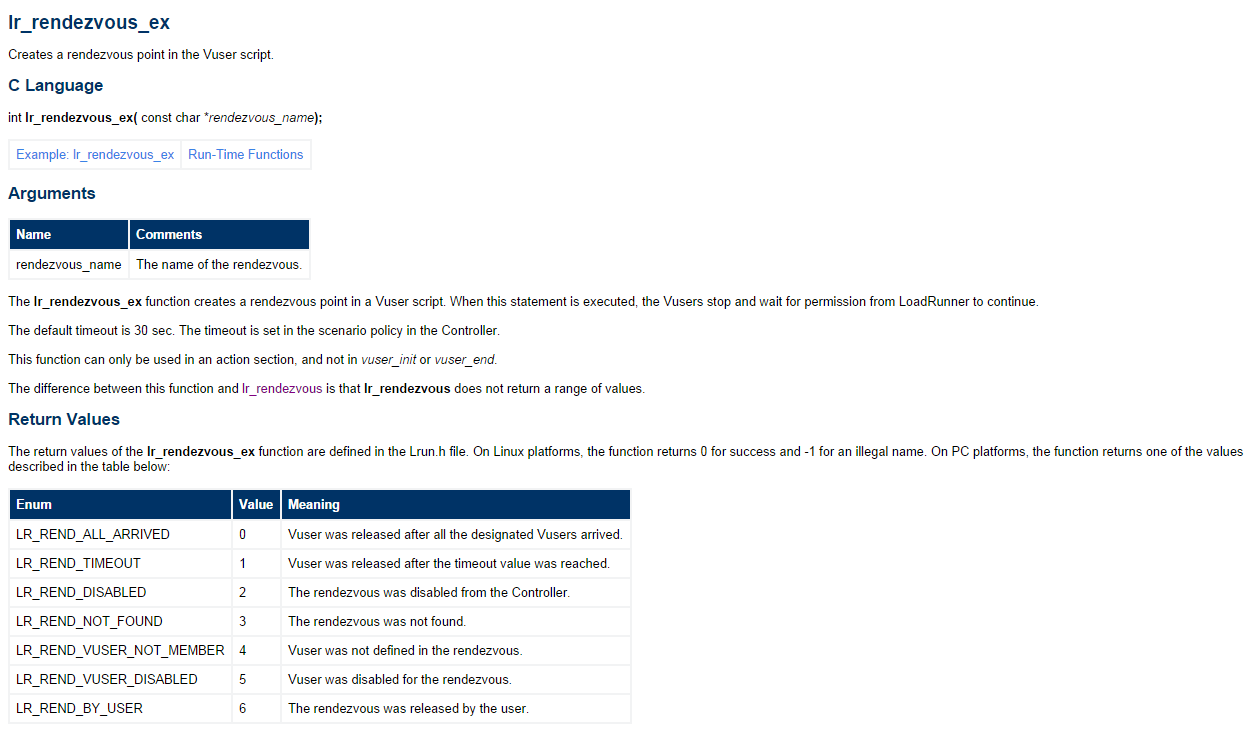 lr_rendezvous_ex
Creates a rendezvous point in the Vuser script.
C Language
int lr_rendezvous_ex( const char *rendezvous_name);
Example: lr_rendezvous_ex Run-Time Functions
Arguments
Name Comments
rendezvous_name The name of the rendezvous.
The lr_rendezvous_ex function creates a rendezvous point in a Vuser script. When this statement is executed, the Vusers stop and wait for permission from LoadRunner to continue.
The default timeout is 30 sec. The timeout is set in the scenario policy in the Controller.
This function can only be used in an action section, and not in vuser_init or vuser_end.
The difference between this function and lr_rendezvous is that lr_rendezvous does not return a range of values.
Return Values
The return values of the lr_rendezvous_ex function are defined in the Lrun.h file. On Linux platforms, the function returns 0 for success and -1 for an illegal name. On PC platforms, the function returns one of the values
described in the table below:
Enum Value Meaning
LR_REND_ALL_ARRIVED 0 Vuser was released after all the designated Vusers arrived.
LR_REND_TIMEOUT 1 Vuser was released after the timeout value was reached.
LR_REND_DISABLED 2 The rendezvous was disabled from the Controller.
LR_REND_NOT_FOUND 3 The rendezvous was not found.
LR_REND_VUSER_NOT_MEMBER 4 Vuser was not defined in the rendezvous.
LR_REND_VUSER_DISABLED 5 Vuser was disabled for the rendezvous.
LR_REND_BY_USER 6 The rendezvous was released by the user.